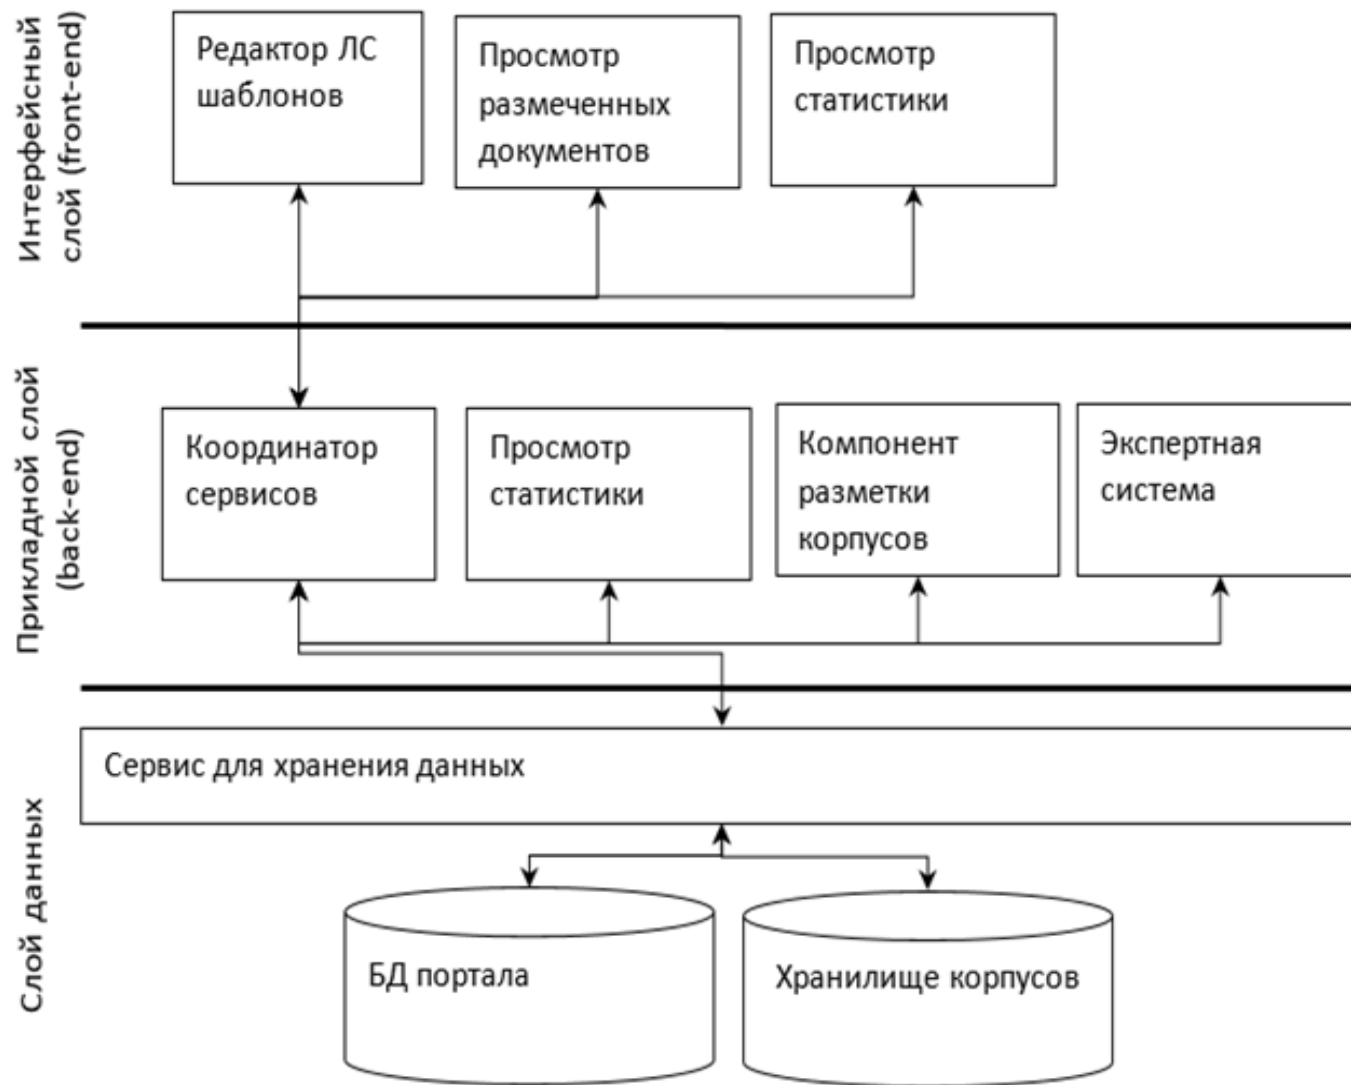 Интерфейсный
слой (front-end)
Редактор ЛС
шаблонов
Просмотр
размеченных
документов
Просмотр
статистики
Прикладной слой
(back-end)
Координатор
сервисов
Просмотр
статистики
Компонент
разметки
корпусов
Экспертная
система
Слой данных
Сервис для хранения данных
БД портала
Хранилище корпусов